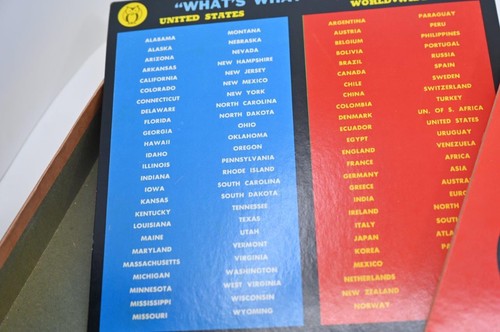 "WHAT'S
UNITED STATES
ALABAMA
ALASKA
ARIZONA
ARKANSAS
CALIFORNIA
COLORADO
CONNECTICUT
DELAWARE
FLORIDA
GEORGIA
HAWAII
IDAHO
ILLINOIS
INDIANA
IOWA
KANSAS
KENTUCKY
LOUISIANA
MAINE
MARYLAND
MASSACHUSETTS
MICHIGAN
MINNESOTA
MISSISSIPPI
MISSOURI
MONTANA
NEBRASKA
NEVADA
NEW HAMPSHIRE
NEW JERSEY
NEW MEXICO
NEW YORK
NORTH CAROLINA
NORTH DAKOTA
OHIO
OKLAHOMA
OREGON
PENNSYLVANIA
RHODE ISLAND
SOUTH CAROLINA
SOUTH DAKOTA
TENNESSEE
TEXAS
UTAH
VERMONT
VIRGINIA
WASHINGTON
WEST VIRGINIA
WISCONSIN
WYOMING
ARGENTINA
AUSTRIA
BELGIUM
BOLIVIA
BRAZIL
CANADA
CHILE
CHINA
COLOMBIA
DENMARK
ECUADOR
EGYPT
ENGLAND
FRANCE
GERMANY
GREECE
INDIA
IRELAND
ITALY
JAPAN
KOREA
MEXICO
NETHERLANDS
NEW ZEALAND
NORWAY
PARAGUAY
PERU
PHILIPPINES
PORTUGAL
RUSSIA
SPAIN
SWEDEN
SWITZERLAND
TURKEY
UN. OF S. AFRICA
UNITED STATES
URUGUAY
VENEZUELA
AFRICA
ASIA
AUSTRA
EUR
NORTH
SOUTH
ATLA